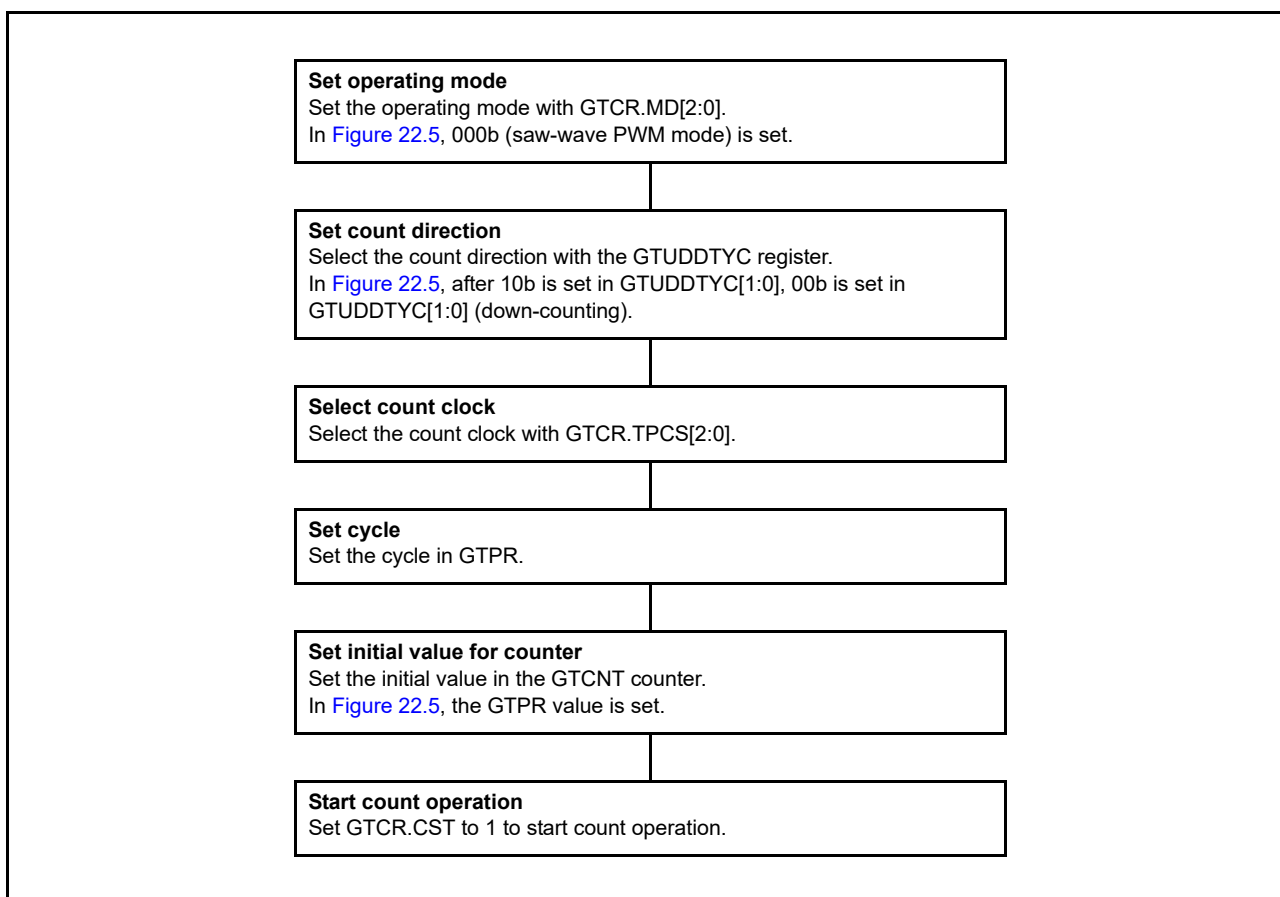 Set operating mode
Set the operating mode with GTCR.MD[2:0].
In Figure 22.5, 000b (saw-wave PWM mode) is set.
Set count direction
Select the count direction with the GTUDDTYC register.
In Figure 22.5, after 10b is set in GTUDDTYC[1:0], 00b is set in
GTUDDTYC[1:0] (down-counting).
Select count clock
Select the count clock with GTCR.TPCS[2:0].
Set cycle
Set the cycle in GTPR.
Set initial value for counter
Set the initial value in the GTCNT counter.
In Figure 22.5, the GTPR value is set.
Start count operation
Set GTCR.CST to 1 to start count operation.